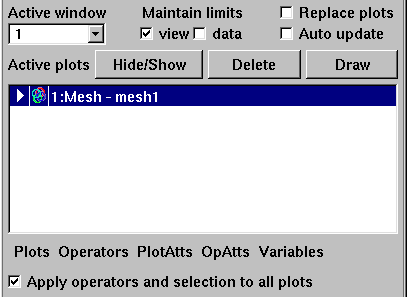 Active window Maintain limits Replace plots
1 view data Auto update
Active plots Hide/Show Delete Draw
1:Mesh - mesh1
Plots Operators PlotAtts OpAtts Variables
Apply operators and selection to all plots